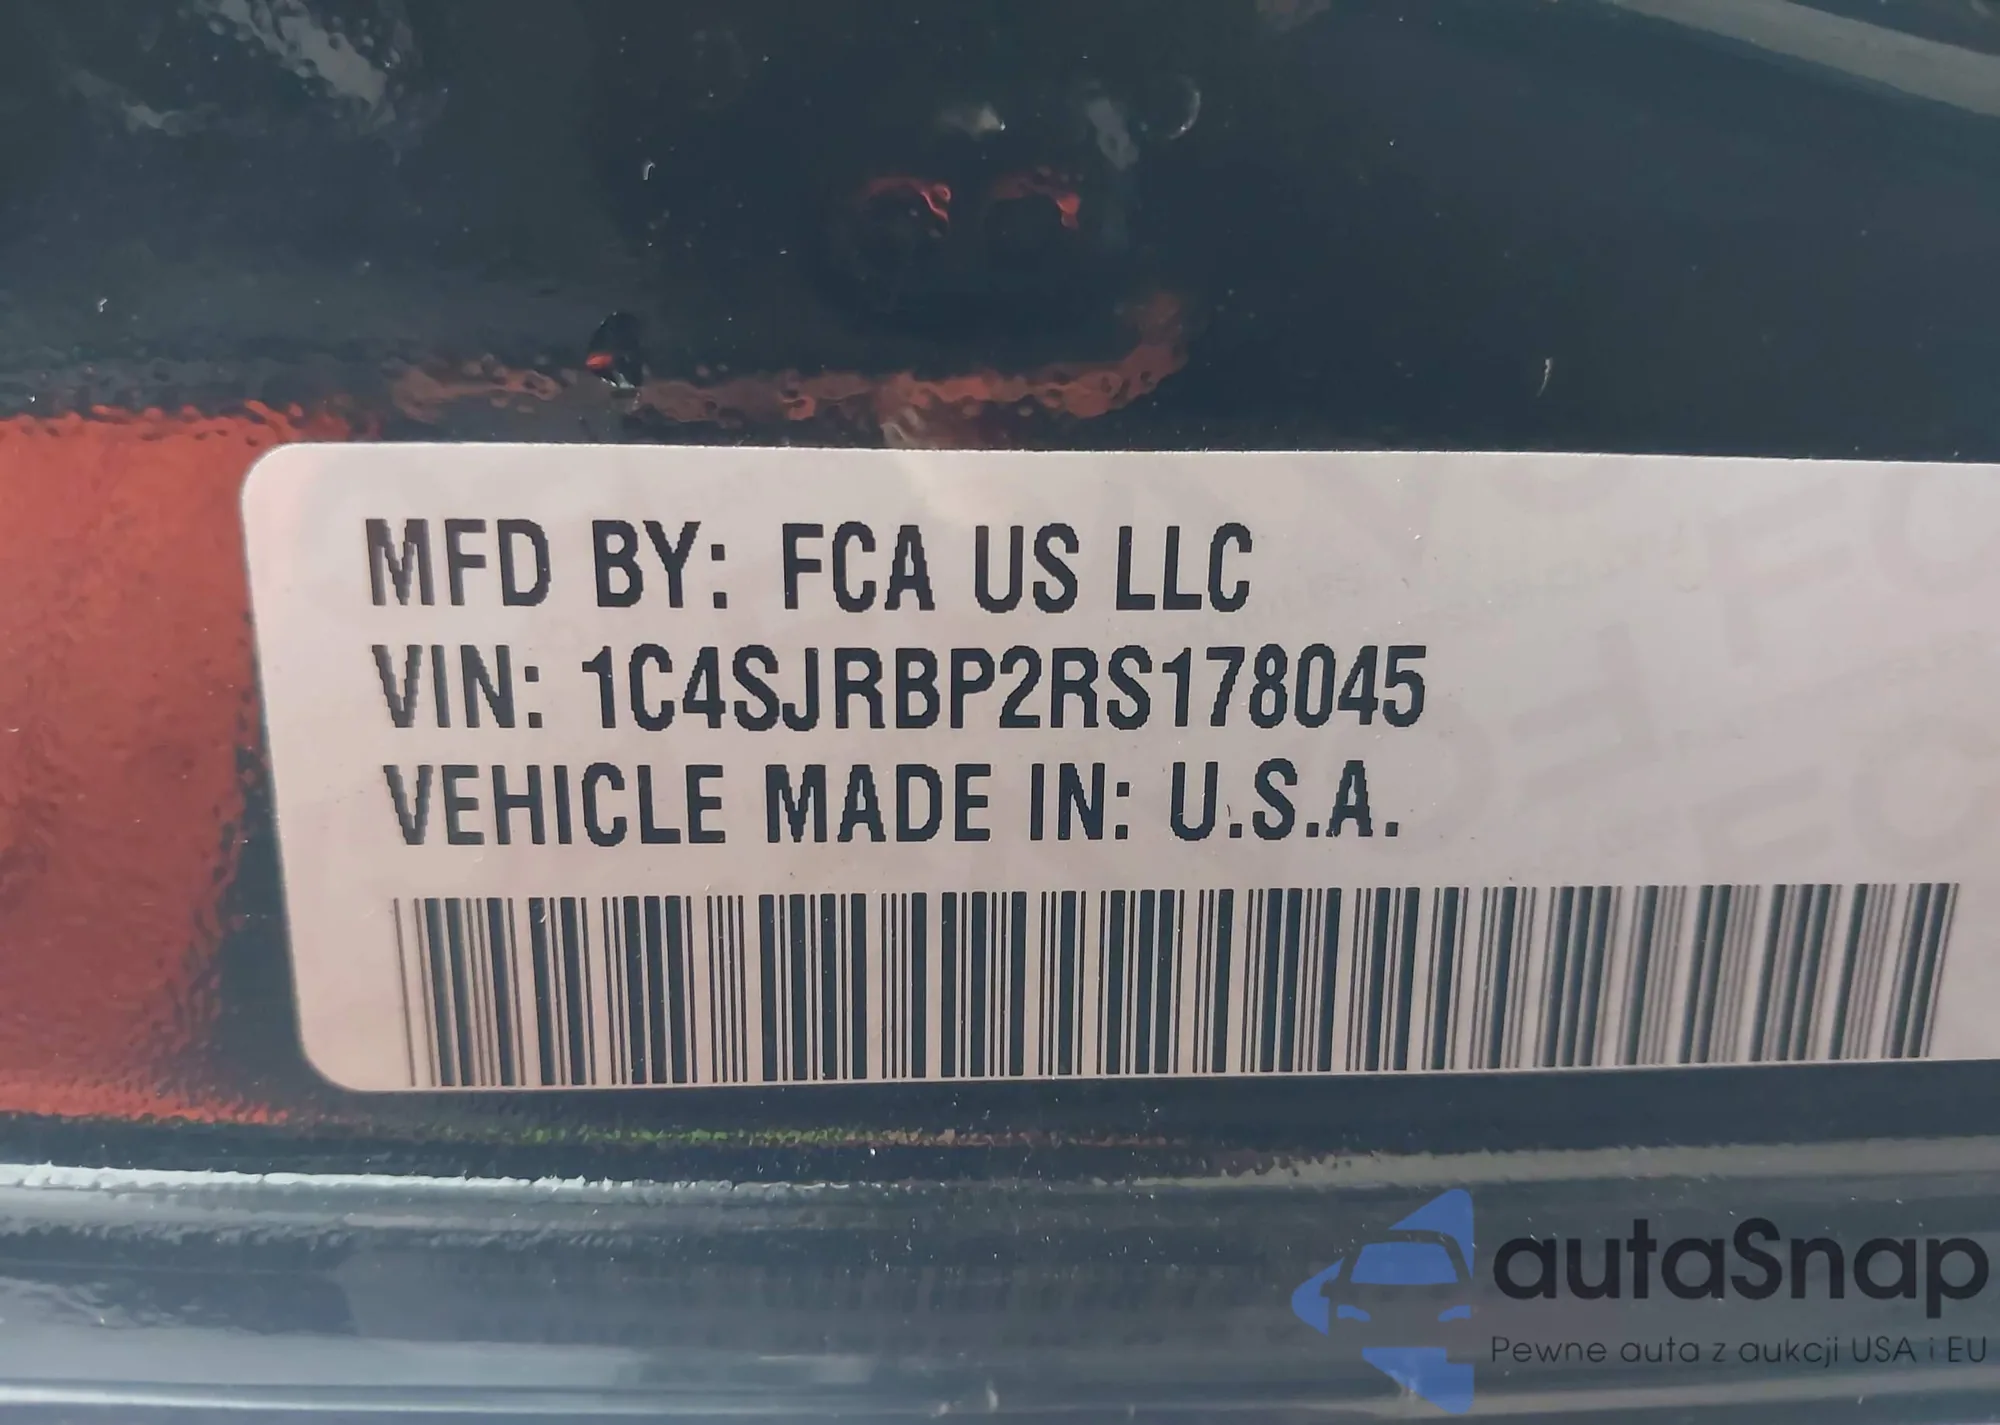 MFD BY: FCA US LLC
VIN: 1C4SJRBP2RS178045
VEHICLE MADE IN: U.S.A.
autaSnap
Pewne auta z aukcji USA i EU